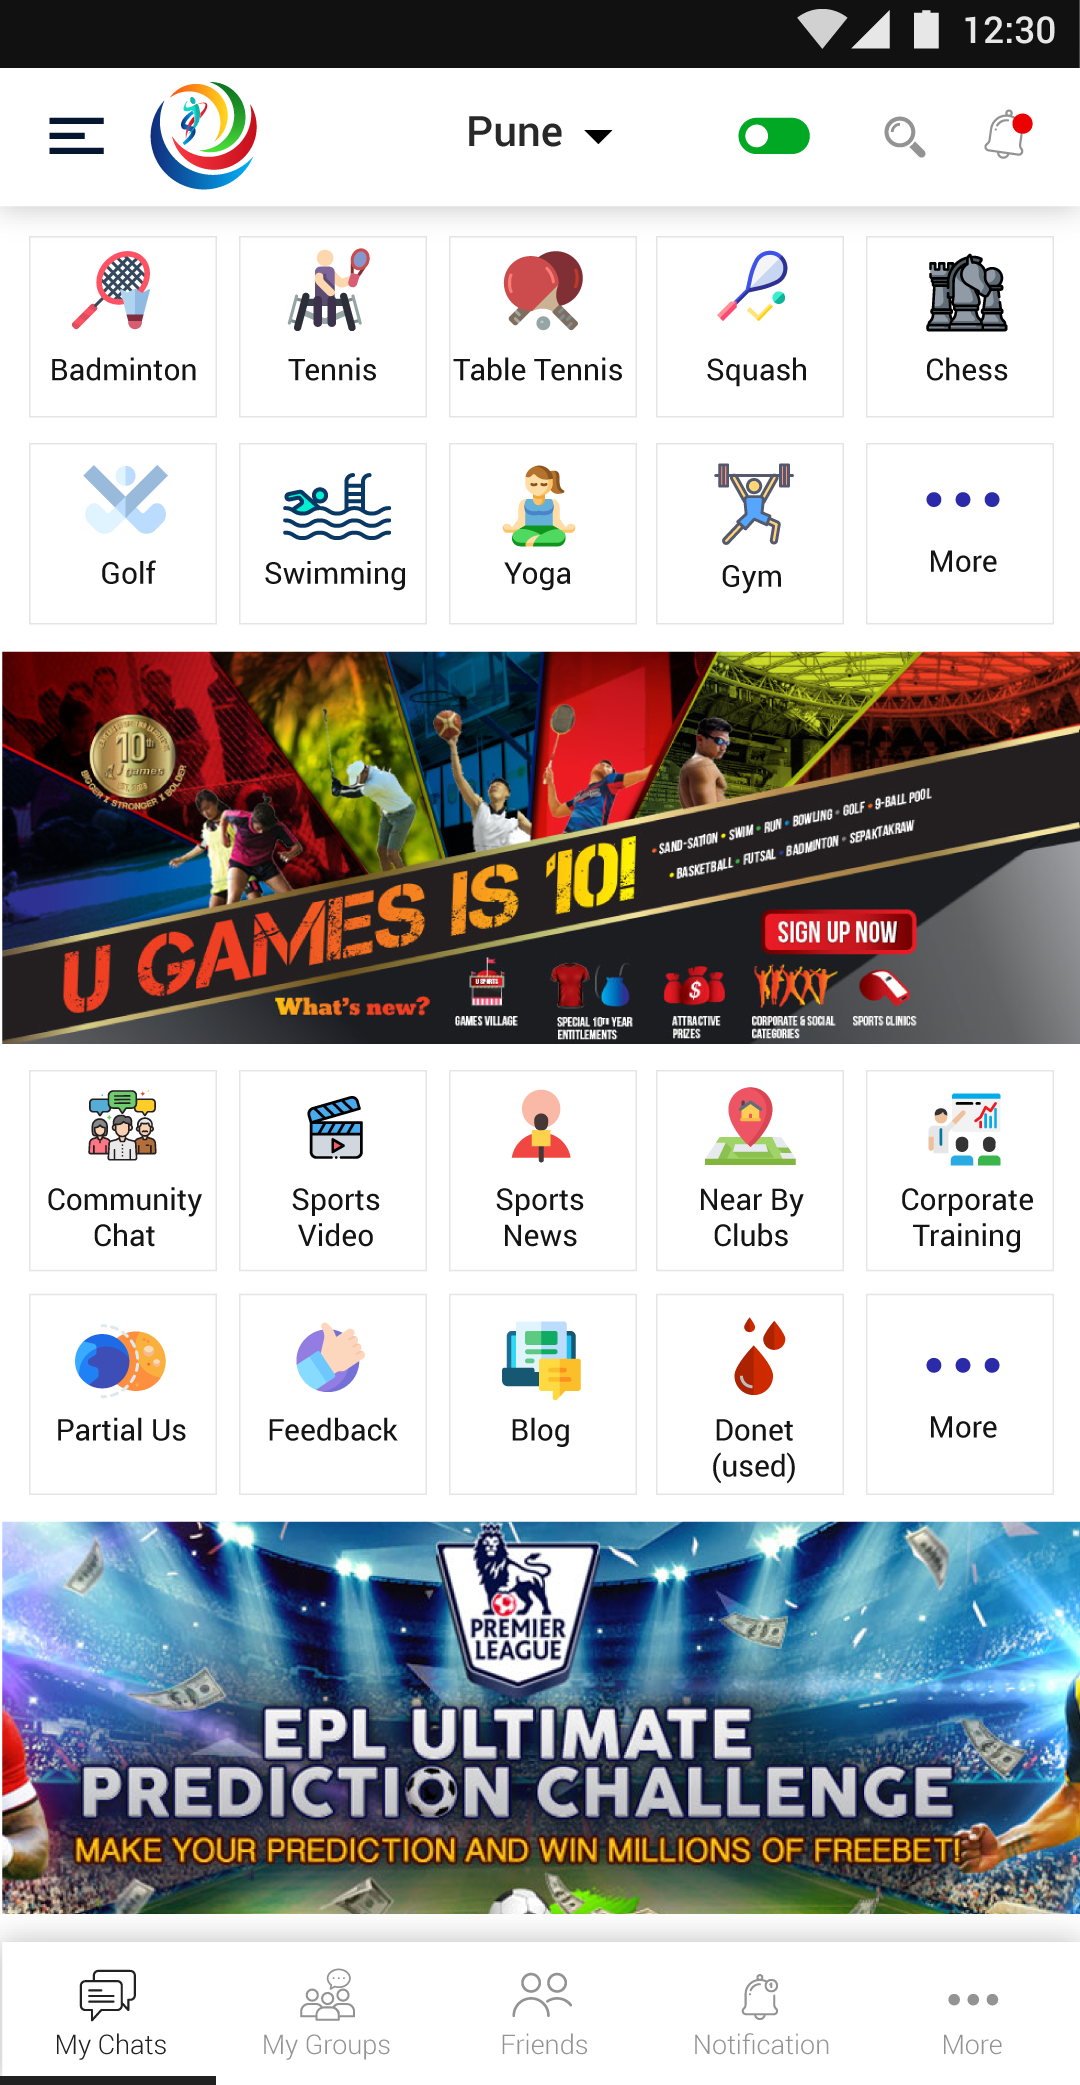 12:30
Pune
Badminton
Tennis
Table Tennis
Squash
Chess
Golf
Swimming
Yoga
Gym
More
10th
games
BIGGER I STRONGER I BOLDER
SAND-SATION • SWIM • RUN • BOWLING • GOLF • 9-BALL POOL
• BASKETBALL • FUTSAL • BADMINTON • SEPAKTAKRAW
U GAMES IS 10!
SIGN UP NOW
What's new?
U SPORTS
GAMES VILLAGE
SPECIAL 10TH YEAR
ENTITLEMENTS
$
ATTRACTIVE
PRIZES
CORPORATE & SOCIAL
CATEGORIES
SPORTS CLINICS
Community
Chat
Sports
Video
Sports
News
Near By
Clubs
Corporate
Training
Partial Us
Feedback
Blog
Donet
(used)
More
PREMIER
LEAGUE
EPL ULTIMATE
PREDICTION CHALLENGE
MAKE YOUR PREDICTION AND WIN MILLIONS OF FREEBET!
My Chats
My Groups
Friends
Notification
More